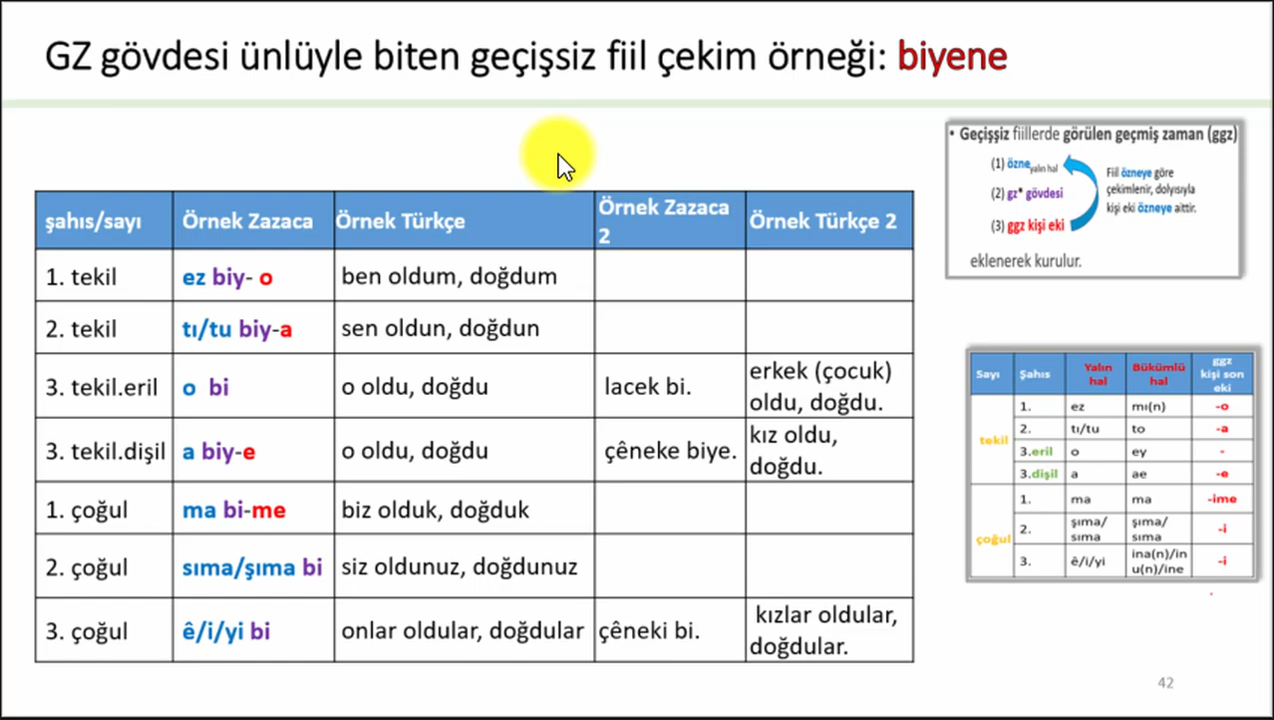 GZ gövdesi ünlüyle biten geçişsiz fiil çekim örneği: biyene
• Geçişsiz fiillerde görülen geçmiş zaman (ggz)
(1) özne yalın hal
(2) gz* gövdesi
(3) ggz kişi eki
Fiil özneye göre
çekimlenir, dolyısıyla
kişi eki özneye aittir.
eklenerek kurulur.
şahıs/sayı Örnek Zazaca Örnek Türkçe Örnek Zazaca 2 Örnek Türkçe 2
1. tekil ez biy- o ben oldum, doğdum
2. tekil tı/tu biy-a sen oldun, doğdun
3. tekil.eril o bi o oldu, doğdu lacek bi. erkek (çocuk) oldu, doğdu.
3. tekil.dişil a biy-e o oldu, doğdu çêneke biye. kız oldu, doğdu.
1. çoğul ma bi-me biz olduk, doğduk
2. çoğul sıma/şıma bi siz oldunuz, doğdunuz
3. çoğul ê/i/yi bi onlar oldular, doğdular çêneki bi. kızlar oldular, doğdular.
Sayı Şahıs Yalın hal Bükümlü hal ggz kişi son eki
tekil
1. ez mı(n) -o
2. tı/tu to -a
3.eril o ey -
3.dişil a ae -e
çoğul
1. ma ma -ime
2. şıma/sıma şıma/sıma -i
3. ê/i/yi ina(n)/in u(n)/ine -i
42